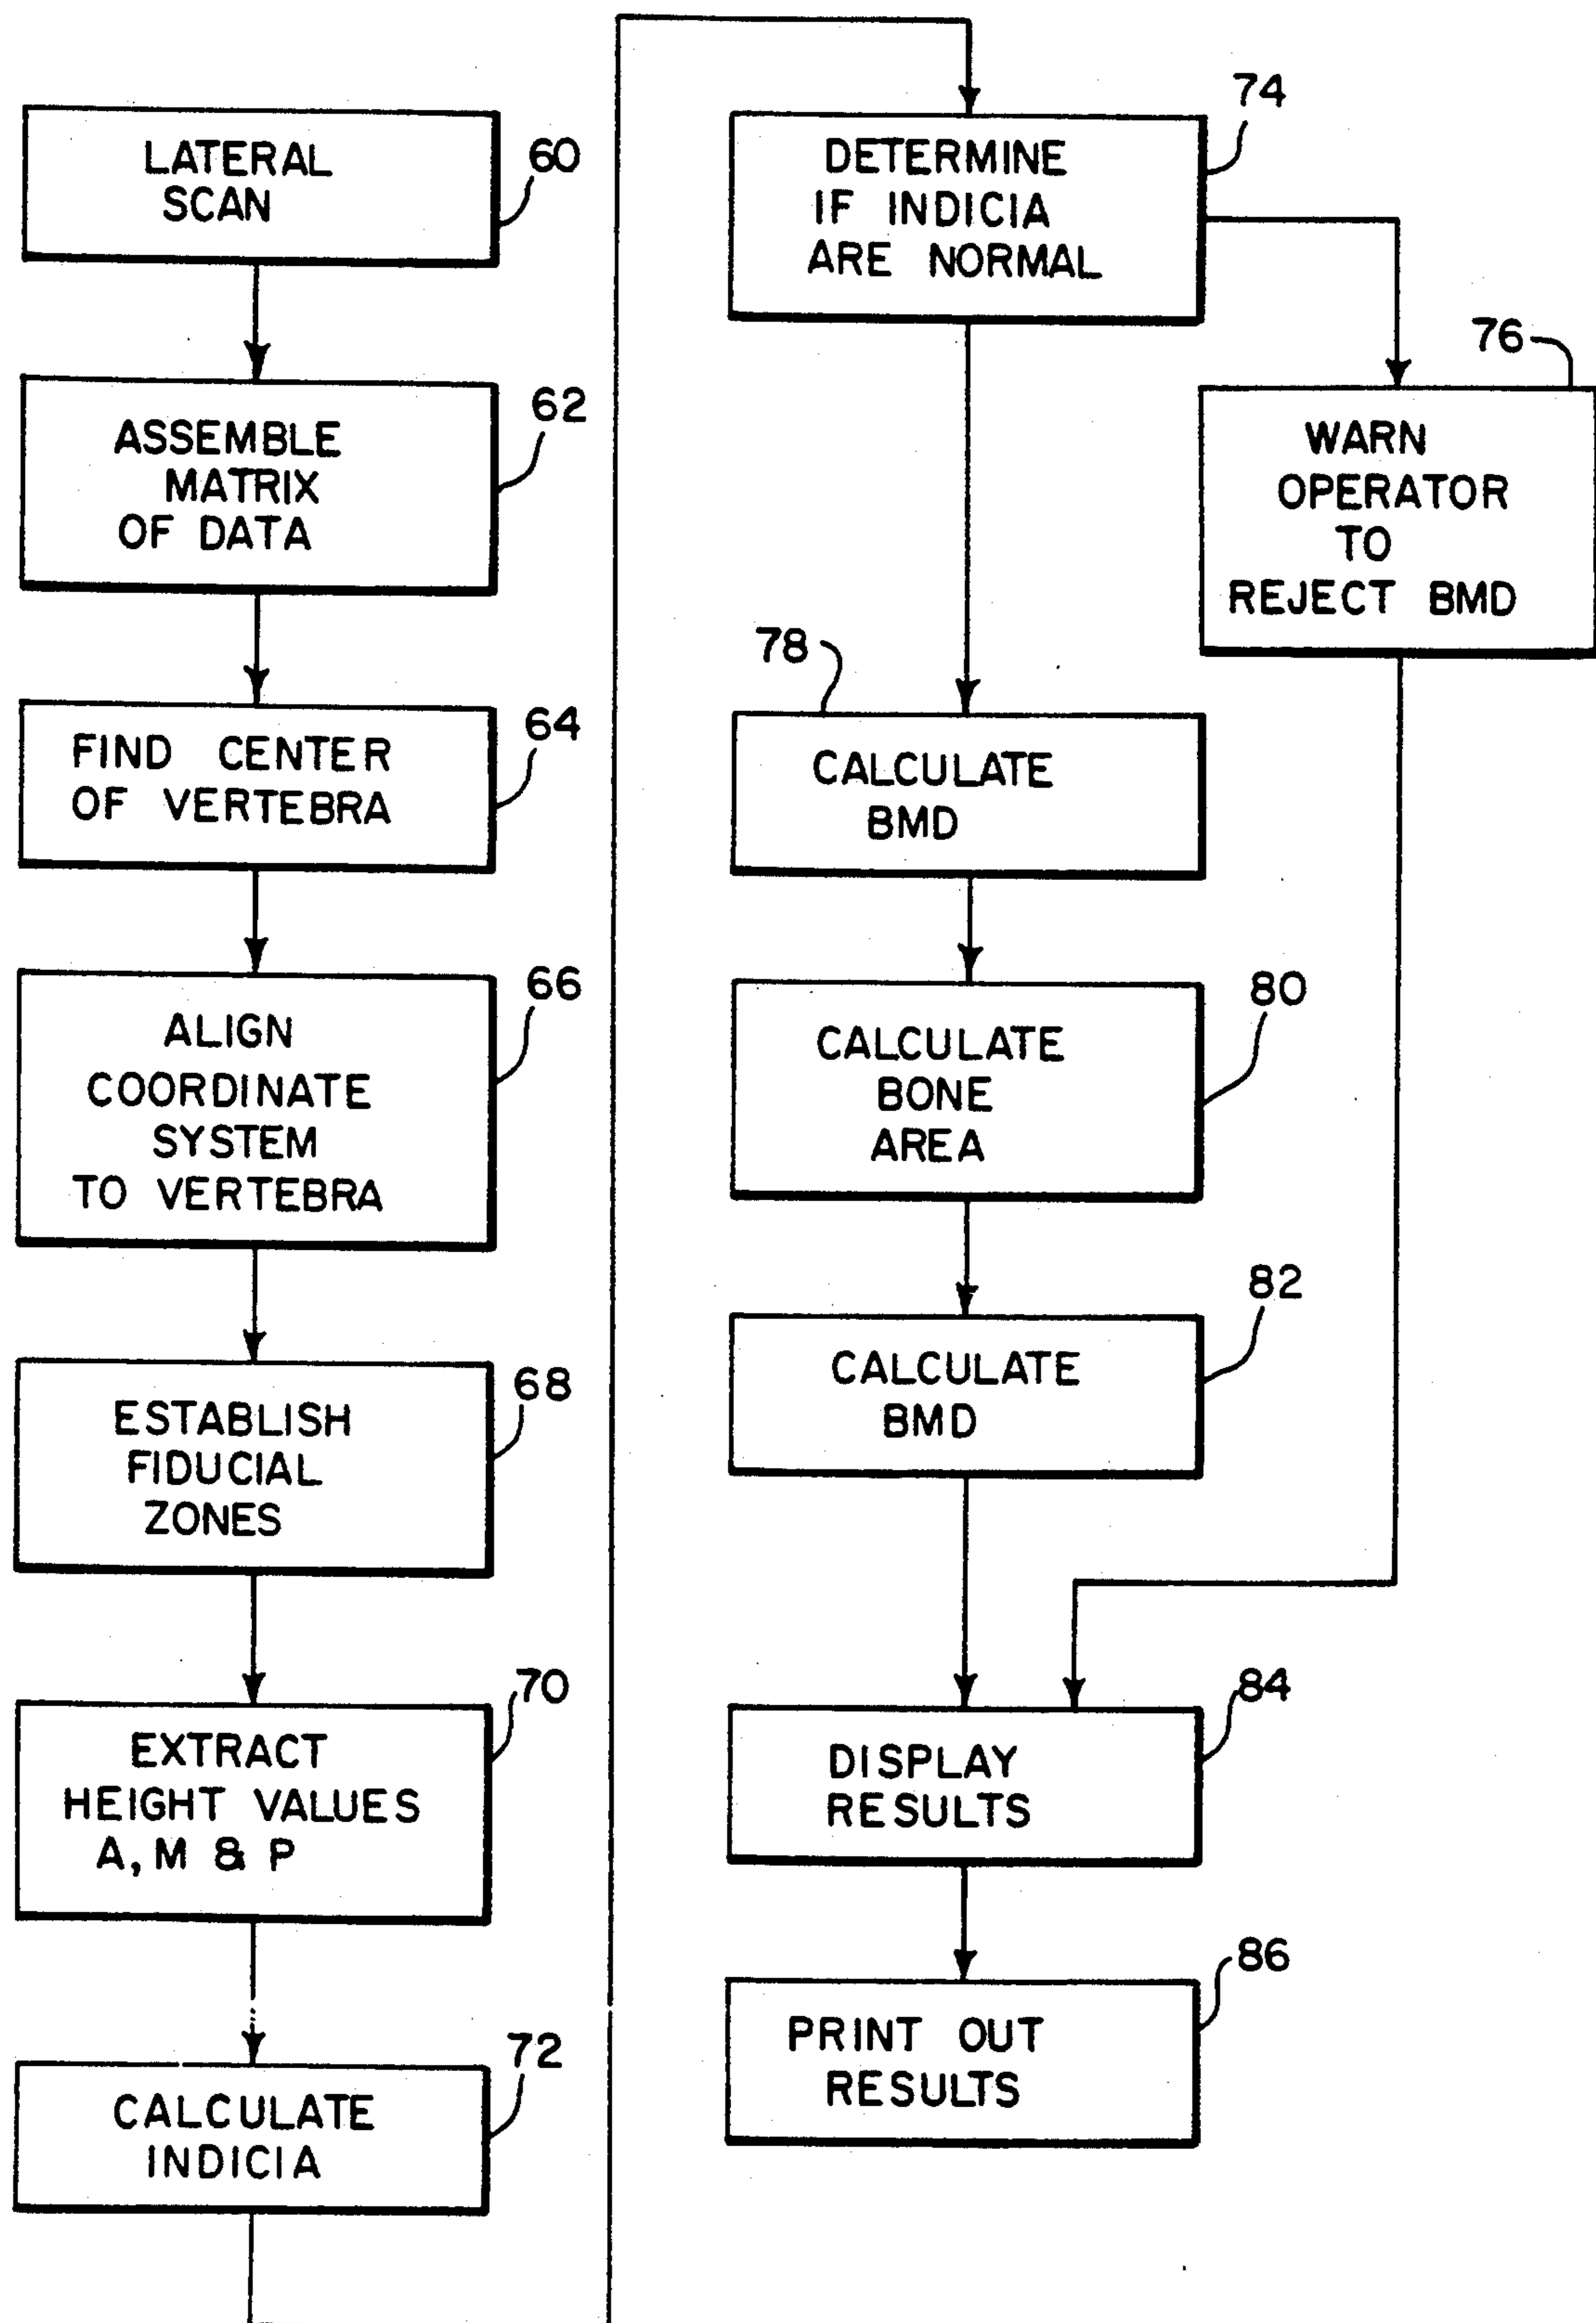 LATERAL
SCAN
60
ASSEMBLE
MATRIX
OF DATA
62
FIND CENTER
OF VERTEBRA
64
ALIGN
COORDINATE
SYSTEM
TO VERTEBRA
66
ESTABLISH
FIDUCIAL
ZONES
68
EXTRACT
HEIGHT VALUES
A, M & P
70
CALCULATE
INDICIA
72
DETERMINE
IF INDICIA
ARE NORMAL
74
WARN
OPERATOR
TO
REJECT BMD
76
CALCULATE
BMD
78
CALCULATE
BONE
AREA
80
CALCULATE
BMD
82
DISPLAY
RESULTS
84
PRINT OUT
RESULTS
86